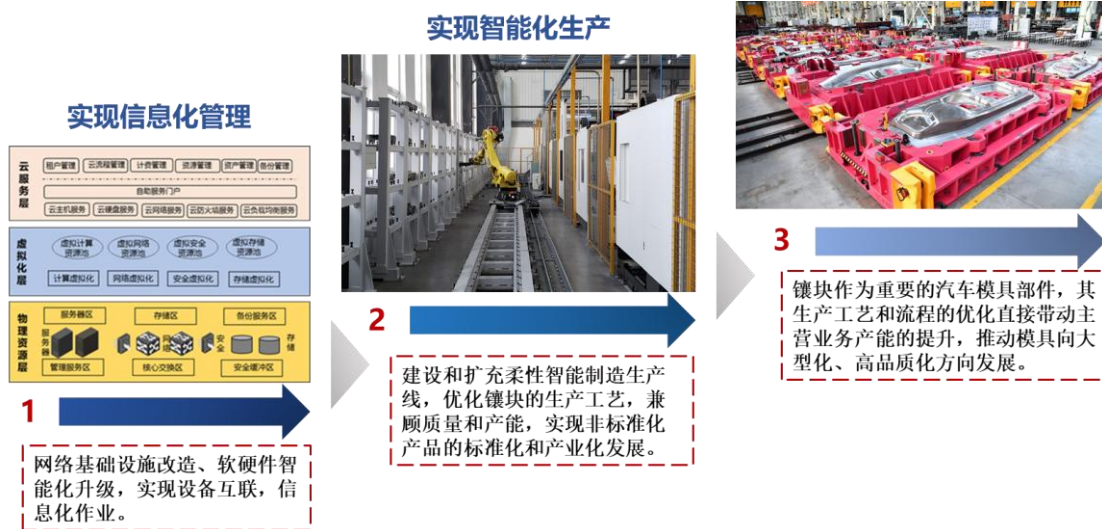 实现信息化管理
云服务层
租户管理 云流程管理 计费管理 资源管理 资产管理 备份管理
自助服务门户
云主机服务 云硬盘服务 云网络服务 云防火墙服务 云负载均衡服务
虚拟化层
虚拟计算资源池 虚拟网络资源池 虚拟安全资源池 虚拟存储资源池
计算虚拟化 网络虚拟化 安全虚拟化 存储虚拟化
物理资源层
服务器区 存储区 备份服务区
服务器 网络 安全 存储
管理服务区 核心交换区 安全缓冲区
1
网络基础设施改造、软硬件智
能化升级，实现设备互联，信
息化作业。
实现智能化生产
2
建设和扩充柔性智能制造生产
线，优化镶块的生产工艺，兼
顾质量和产能，实现非标准化
产品的标准化和产业化发展。
3
镶块作为重要的汽车模具部件，其
生产工艺和流程的优化直接带动主
营业务产能的提升，推动模具向大
型化、高品质化方向发展。